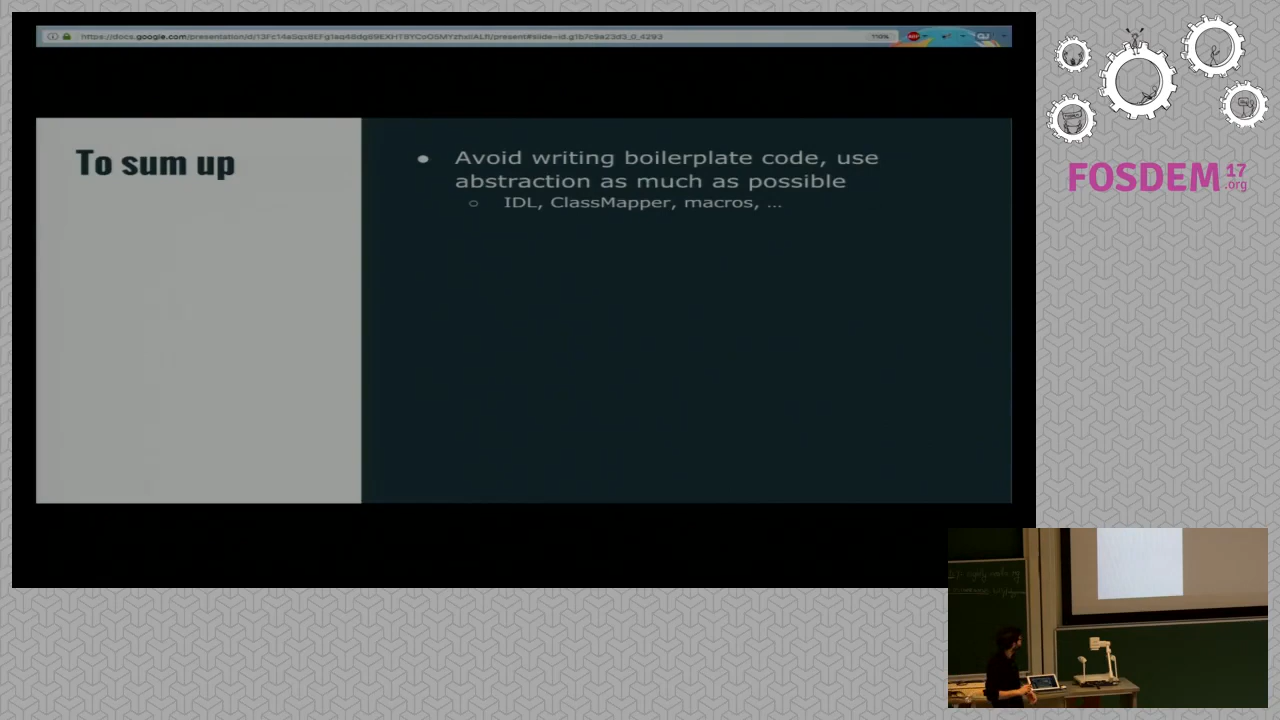 110%
To sum up
● Avoid writing boilerplate code, use
abstraction as much as possible
○ IDL, ClassMapper, macros, ...
FOSDEM 17
.org